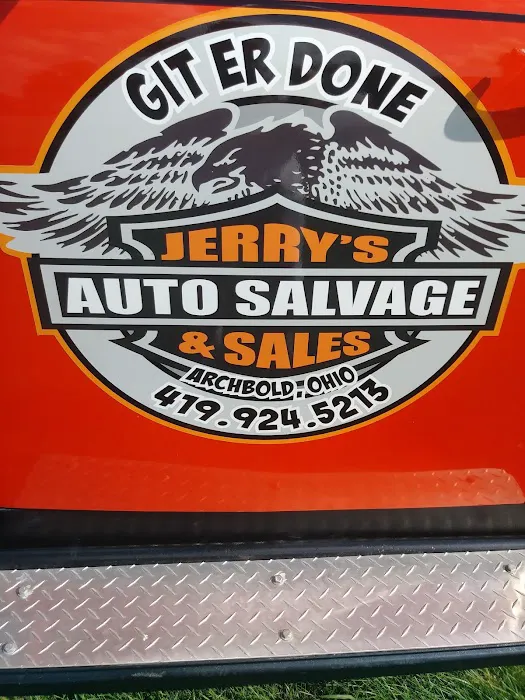 GIT ER DONE
JERRY'S
AUTO SALVAGE
& SALES
ARCHBOLD, OHIO
419.924.5213